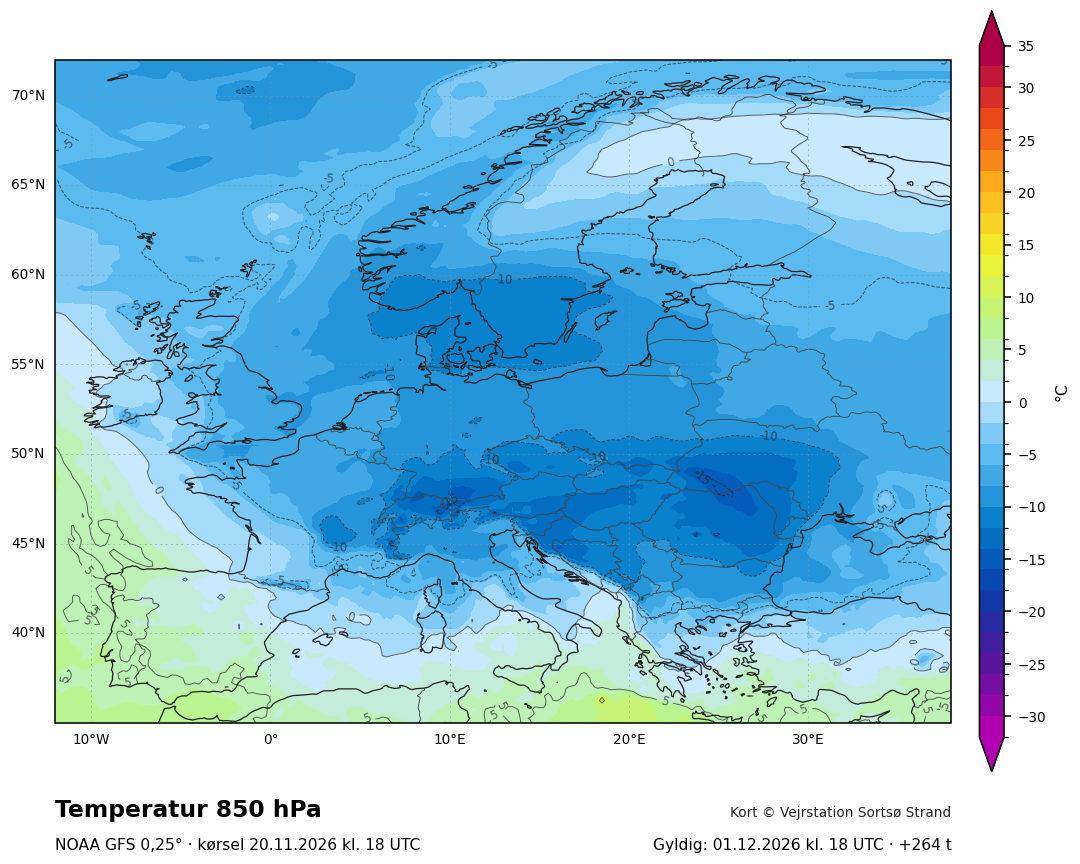 70°N
65°N
60°N
55°N
50°N
45°N
40°N
10°W 0° 10°E 20°E 30°E
35
30
25
20
15
10
5
0
−5
−10
−15
−20
−25
−30
°C
Temperatur 850 hPa
Kort © Vejrstation Sortsø Strand
NOAA GFS 0,25° · kørsel 20.11.2026 kl. 18 UTC
Gyldig: 01.12.2026 kl. 18 UTC · +264 t